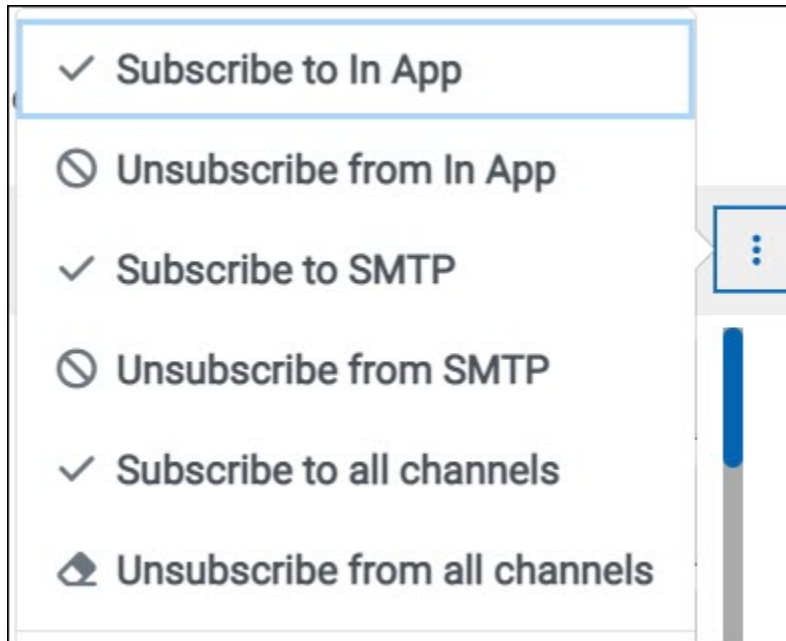 Subscribe to In App
Unsubscribe from In App
Subscribe to SMTP
Unsubscribe from SMTP
Subscribe to all channels
Unsubscribe from all channels